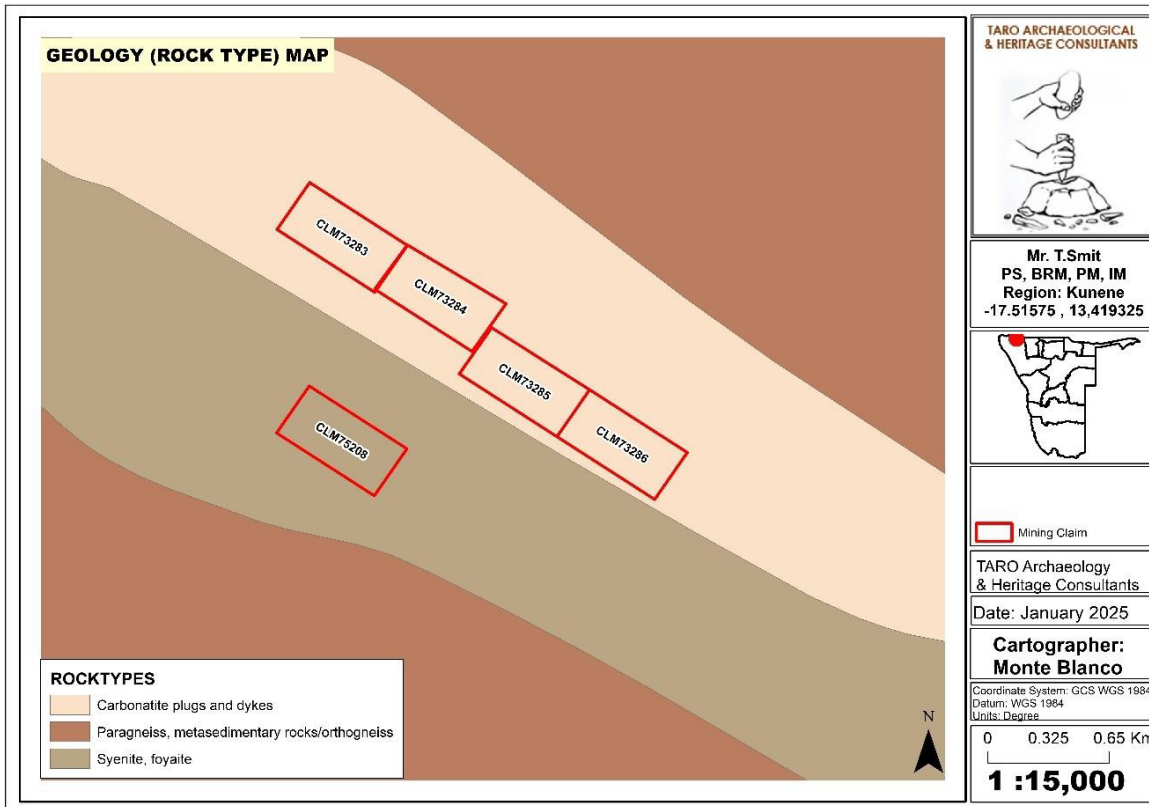 GEOLOGY (ROCK TYPE) MAP
CLM73283
CLM73284
CLM73285
CLM73286
CLM75208
ROCKTYPES
Carbonatite plugs and dykes
Paragneiss, metasedimentary rocks/orthogneiss
Syenite, foyaite
TARO ARCHAEOLOGICAL
& HERITAGE CONSULTANTS
Mr. T.Smit
PS, BRM, PM, IM
Region: Kunene
-17.51575 , 13,419325
Mining Claim
TARO Archaeology
& Heritage Consultants
Date: January 2025
Cartographer:
Monte Blanco
Coordinate System: GCS WGS 1984
Datum: WGS 1984
Units: Degree
N
0 0.325 0.65 Km
1 :15,000